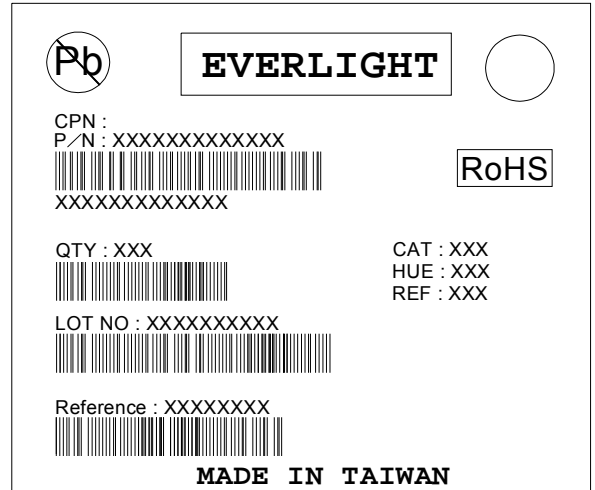 Pb
EVERLIGHT
CPN :
P/N : XXXXXXXXXXXXX
RoHS
XXXXXXXXXXXXX
QTY : XXX
CAT : XXX
HUE : XXX
REF : XXX
LOT NO : XXXXXXXXXX
Reference : XXXXXXXX
MADE IN TAIWAN